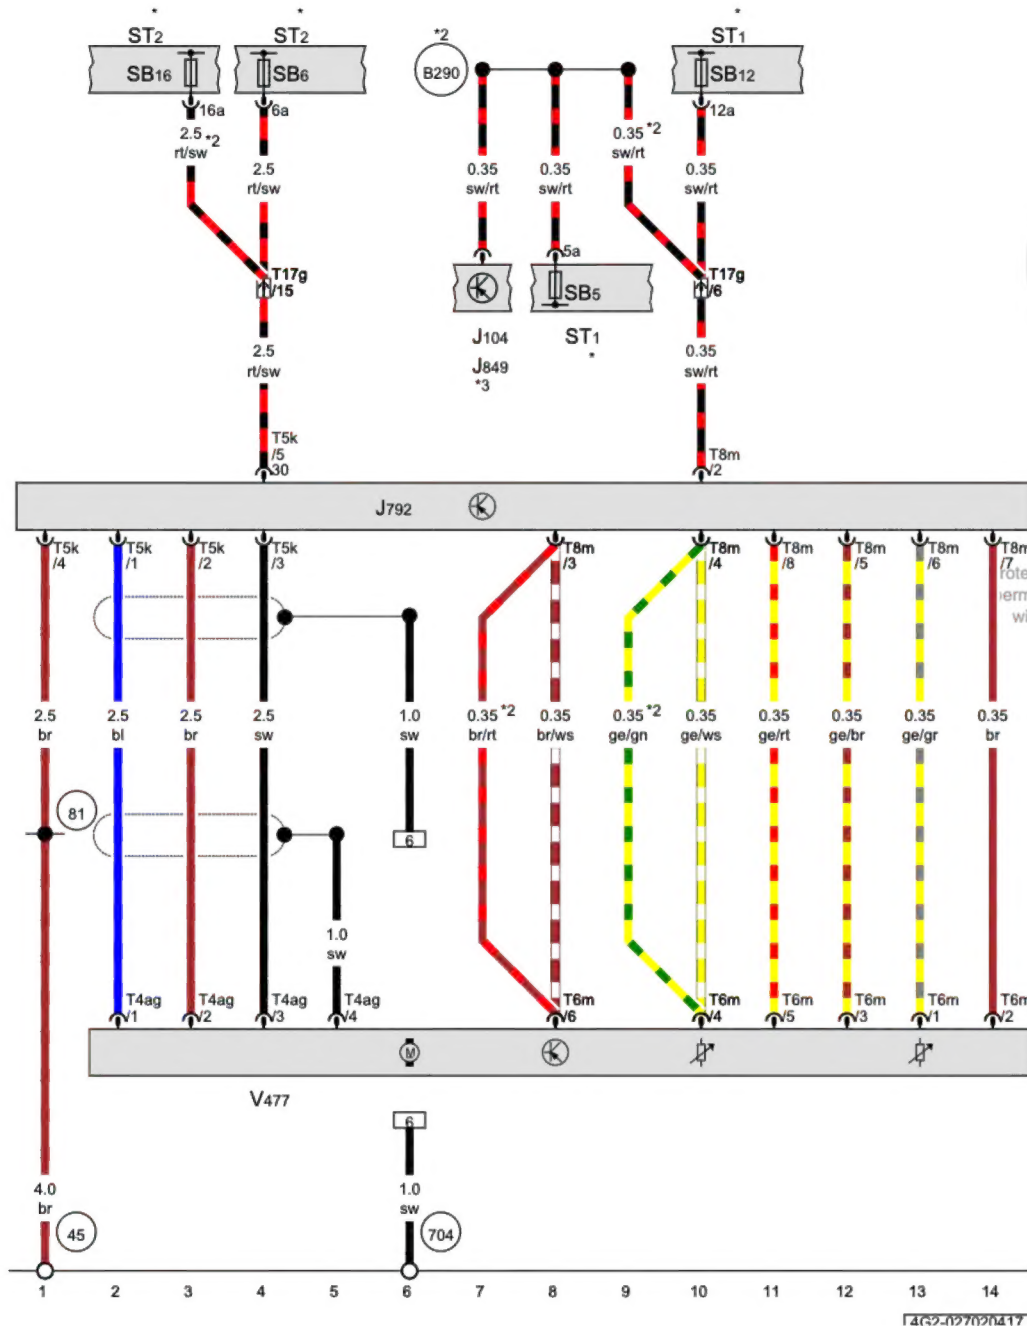 * * *
ST2 ST2 *2 ST1
SB16 SB6 B290 SB12
16a 6a 12a
2.5 *2 0.35 *2
rt/sw sw/rt
2.5 0.35 0.35 0.35
rt/sw sw/rt sw/rt sw/rt
5a
T17g T17g
/15 /6
SB5
J104 ST1
*
J849
*3
2.5 0.35
rt/sw sw/rt
T5k T8m
/5 /2
30
J792
T5k T5k T5k T5k T8m T8m T8m T8m T8m T8m
/4 /1 /2 /3 /3 /4 /8 /5 /6 /7
rote
perm
wi
2.5 2.5 2.5 2.5 1.0 0.35 *2 0.35 0.35 *2 0.35 0.35 0.35 0.35 0.35
br bl br sw sw br/rt br/ws ge/gn ge/ws ge/rt ge/br ge/gr br
81
6
1.0
sw
T4ag T4ag T4ag T4ag T6m T6m T6m T6m T6m T6m
/1 /2 /3 /4 /6 /4 /5 /3 /1 /2
M
V477
6
4.0 1.0
br sw
45 704
1 2 3 4 5 6 7 8 9 10 11 12 13 14
4G2-027020417